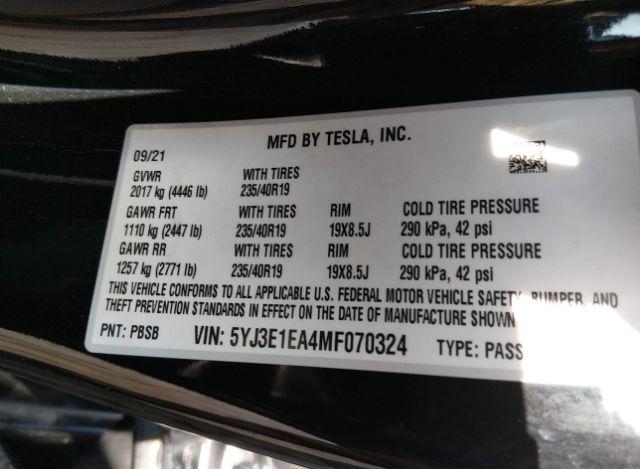 MFD BY TESLA, INC.
09/21
GVWR WITH TIRES
2017 kg (4446 lb) 235/40R19
GAWR FRT WITH TIRES RIM COLD TIRE PRESSURE
1110 kg (2447 lb) 235/40R19 19X8.5J 290 kPa, 42 psi
GAWR RR WITH TIRES RIM COLD TIRE PRESSURE
1257 kg (2771 lb) 235/40R19 19X8.5J 290 kPa, 42 psi
THIS VEHICLE CONFORMS TO ALL APPLICABLE U.S. FEDERAL MOTOR VEHICLE SAFETY, BUMPER, AND
THEFT PREVENTION STANDARDS IN EFFECT ON THE DATE OF MANUFACTURE SHOWN
PNT: PBSB VIN: 5YJ3E1EA4MF070324 TYPE: PASS